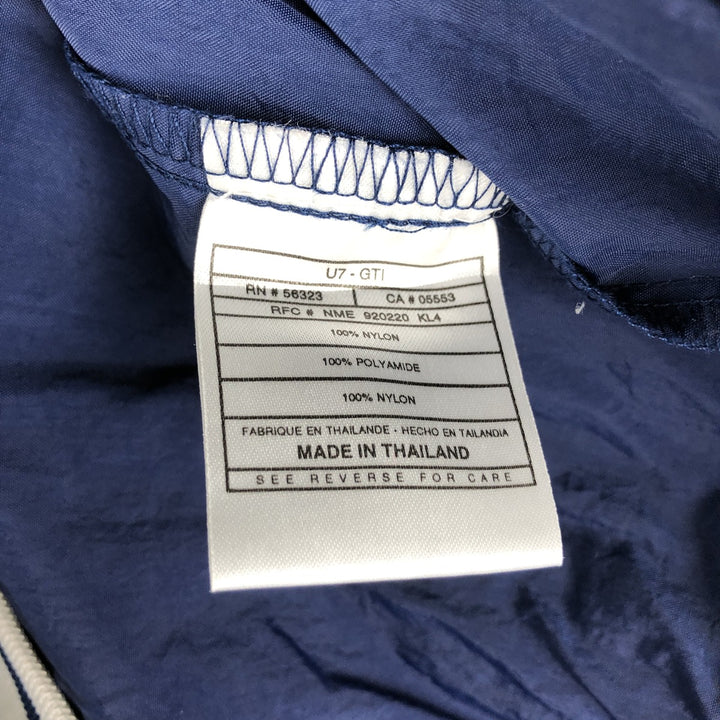 U7 - GTI
RN # 56323 CA # 05553
RFC # NME 920220 KL4
100% NYLON
100% POLYAMIDE
100% NYLON
FABRIQUE EN THAILANDE · HECHO EN TAILANDIA
MADE IN THAILAND
SEE REVERSE FOR CARE